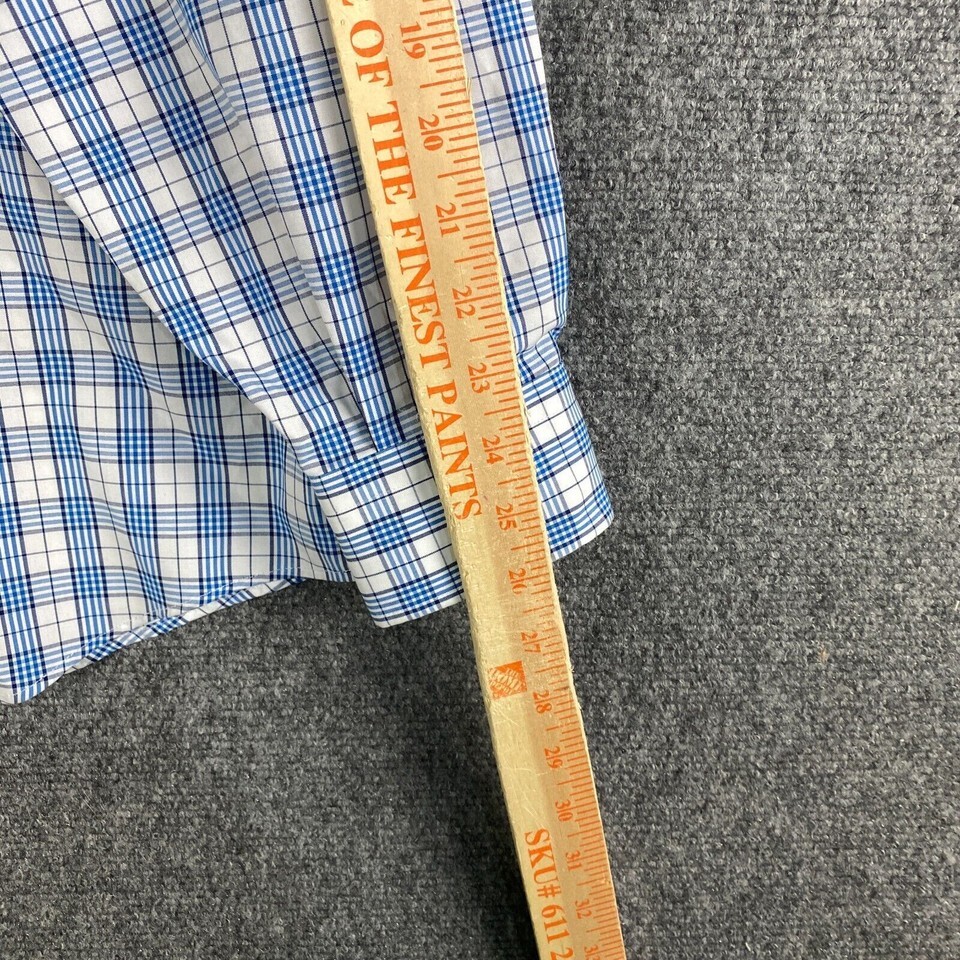 OF THE FINEST PAINTS
SKU# 611 2
19 20 21 22 23 24 25 26 27 28 29 30 31 32